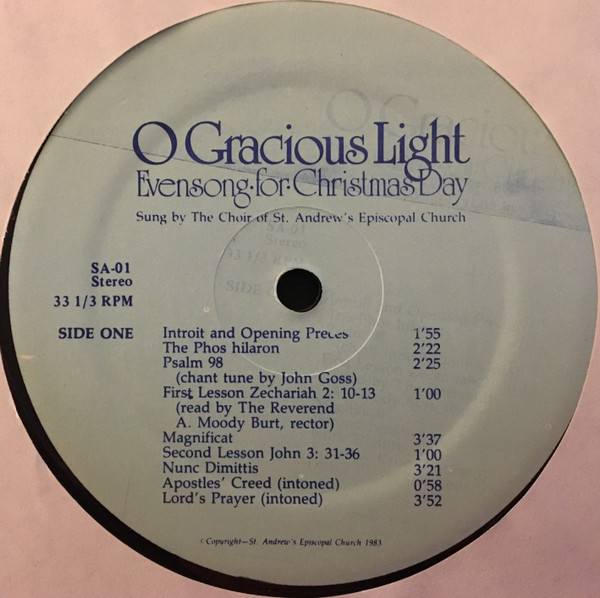 O Gracious Light
Evensong·for·Christmas Day
Sung by The Choir of St. Andrew's Episcopal Church
SA-01
Stereo
33 1/3 RPM
SIDE ONE
Introit and Opening Preces 1'55
The Phos hilaron 2'22
Psalm 98 2'25
(chant tune by John Goss)
First Lesson Zechariah 2: 10-13 1'00
(read by The Reverend
A. Moody Burt, rector)
Magnificat 3'37
Second Lesson John 3: 31-36 1'00
Nunc Dimittis 3'21
Apostles' Creed (intoned) 0'58
Lord's Prayer (intoned) 3'52
c Copyright—St. Andrew's Episcopal Church 1983